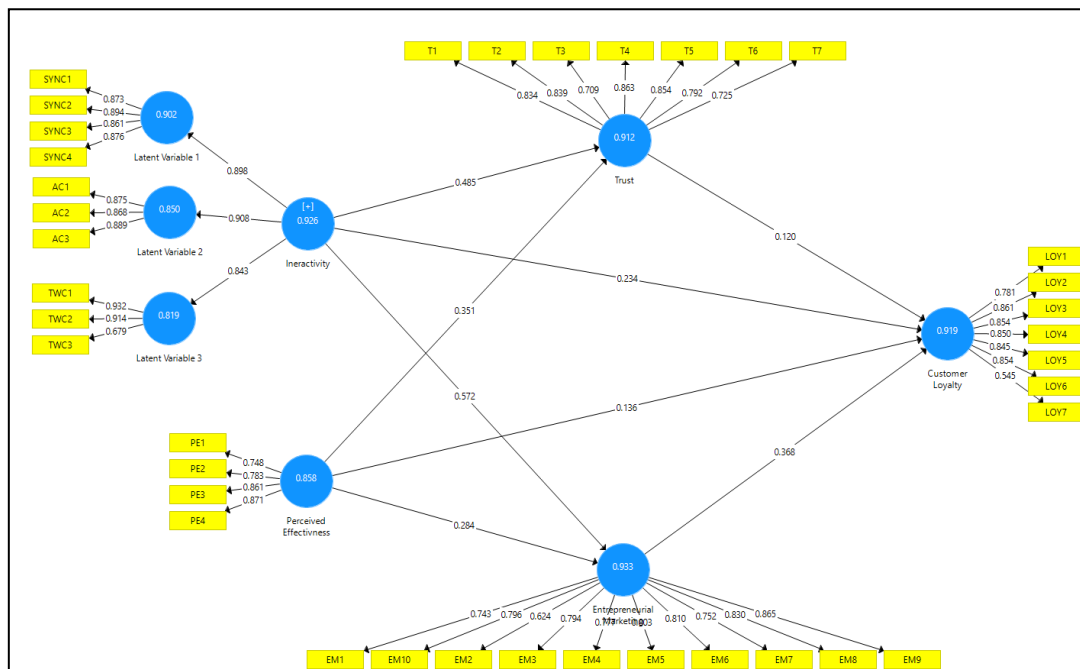 T1 T2 T3 T4 T5 T6 T7
0.834 0.839 0.709 0.863 0.854 0.792 0.725
0.912
Trust
SYNC1
SYNC2
SYNC3
SYNC4
0.873
0.894
0.861
0.876
0.902
Latent Variable 1
0.898
AC1
AC2
AC3
0.875
0.868
0.889
0.850
Latent Variable 2
0.908
TWC1
TWC2
TWC3
0.932
0.914
0.679
0.819
Latent Variable 3
0.843
[+]
0.926
Ineractivity
0.485
0.351
0.234
0.572
0.120
0.136
0.368
0.284
PE1
PE2
PE3
PE4
0.748
0.783
0.861
0.871
0.858
Perceived
Effectivness
0.919
Customer
Loyalty
0.781
0.861
0.854
0.850
0.845
0.854
0.545
LOY1
LOY2
LOY3
LOY4
LOY5
LOY6
LOY7
0.933
Entrepreneurial
Marketing
0.743 0.796 0.624 0.794 0.810 0.752 0.830 0.865
EM1 EM10 EM2 EM3 EM4 EM5 EM6 EM7 EM8 EM9